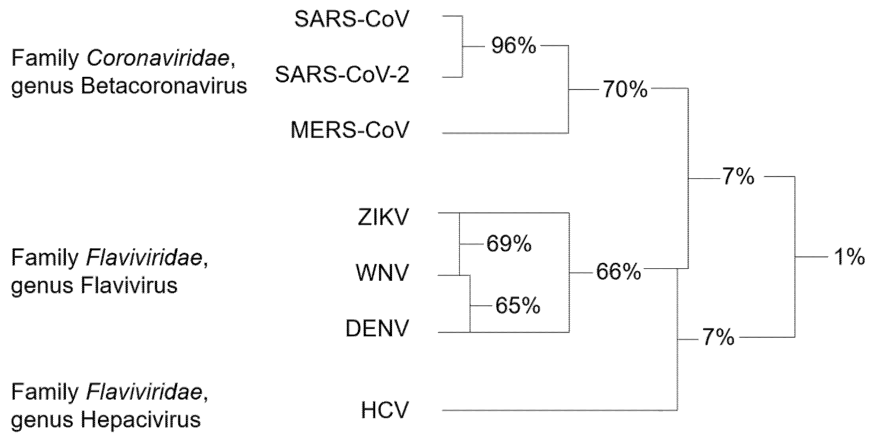 SARS-CoV
Family Coronaviridae,
genus Betacoronavirus
96%
SARS-CoV-2
70%
MERS-CoV
7%
ZIKV
Family Flaviviridae,
genus Flavivirus
69%
WNV
66%
1%
65%
DENV
7%
Family Flaviviridae,
genus Hepacivirus
HCV